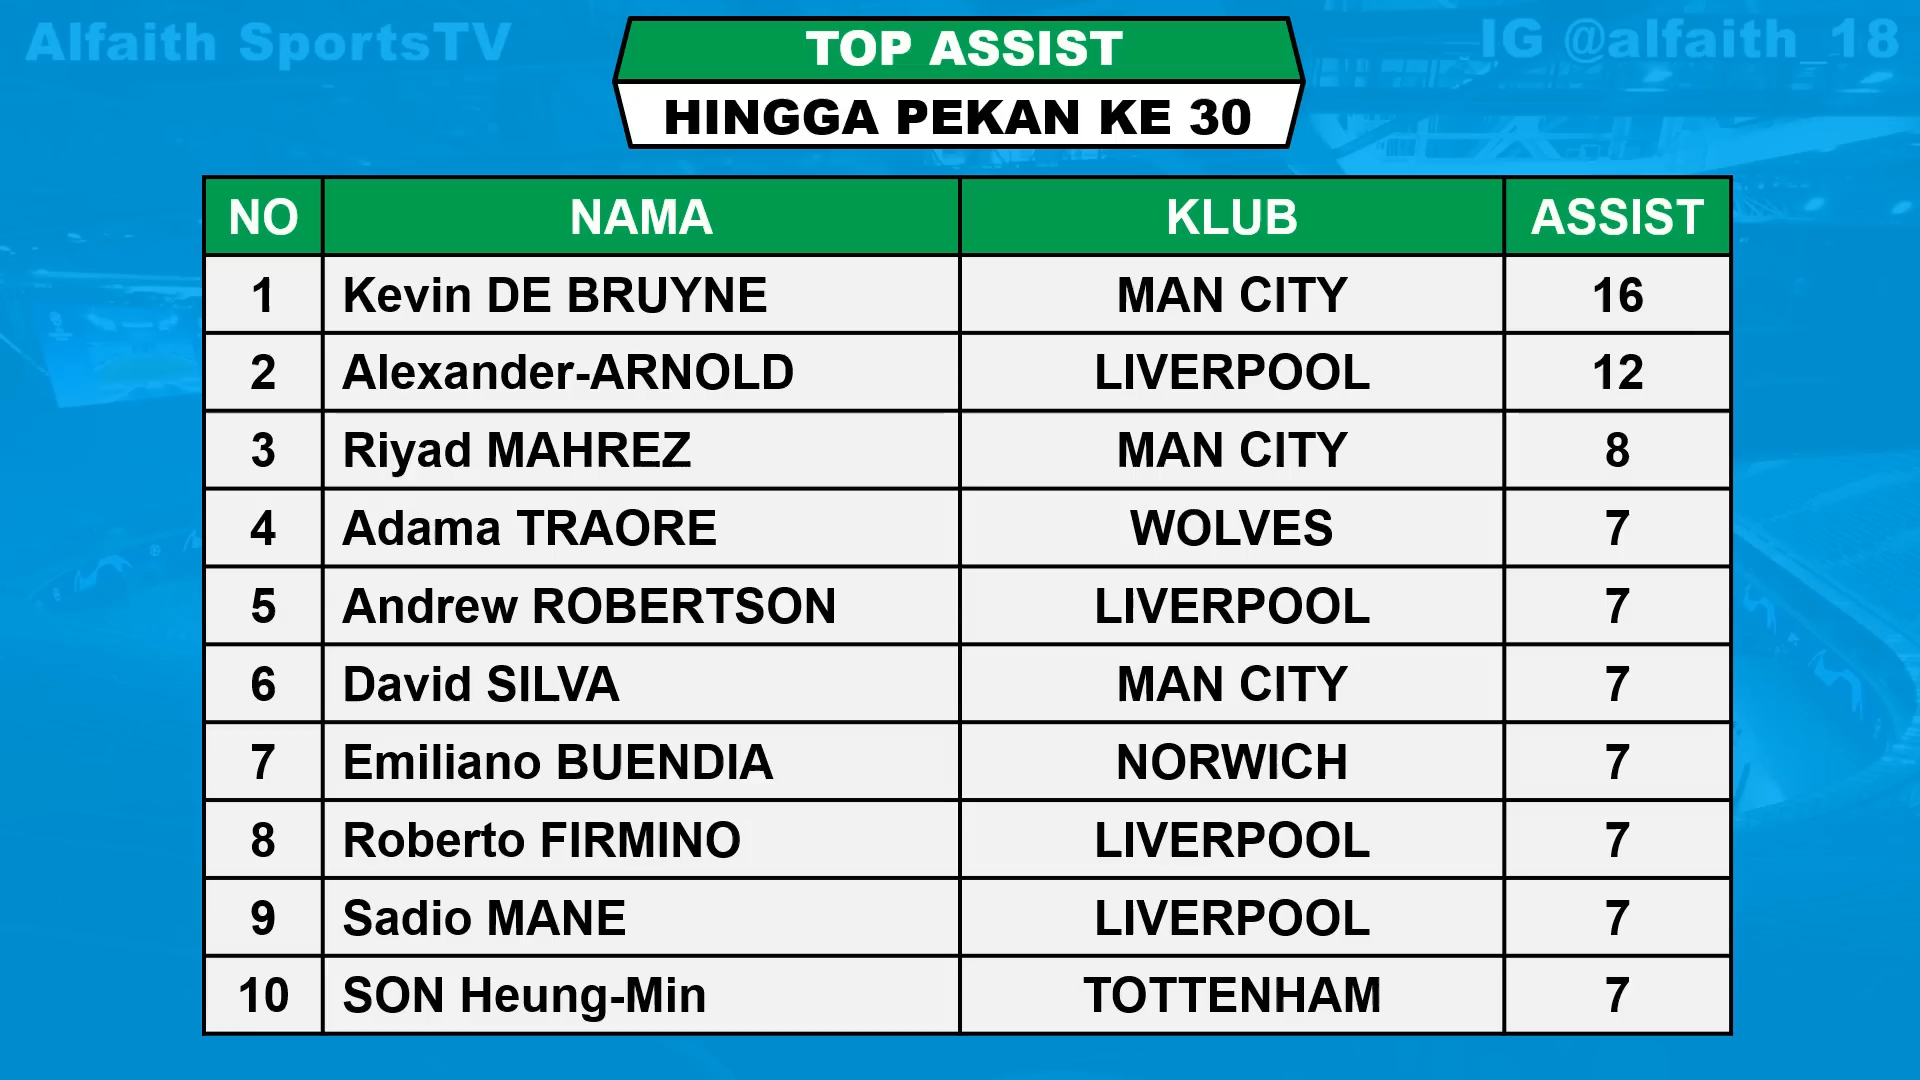 Alfaith SportsTV
TOP ASSIST
IG @alfaith_18
HINGGA PEKAN KE 30
NO NAMA KLUB ASSIST
1 Kevin DE BRUYNE MAN CITY 16
2 Alexander-ARNOLD LIVERPOOL 12
3 Riyad MAHREZ MAN CITY 8
4 Adama TRAORE WOLVES 7
5 Andrew ROBERTSON LIVERPOOL 7
6 David SILVA MAN CITY 7
7 Emiliano BUENDIA NORWICH 7
8 Roberto FIRMINO LIVERPOOL 7
9 Sadio MANE LIVERPOOL 7
10 SON Heung-Min TOTTENHAM 7